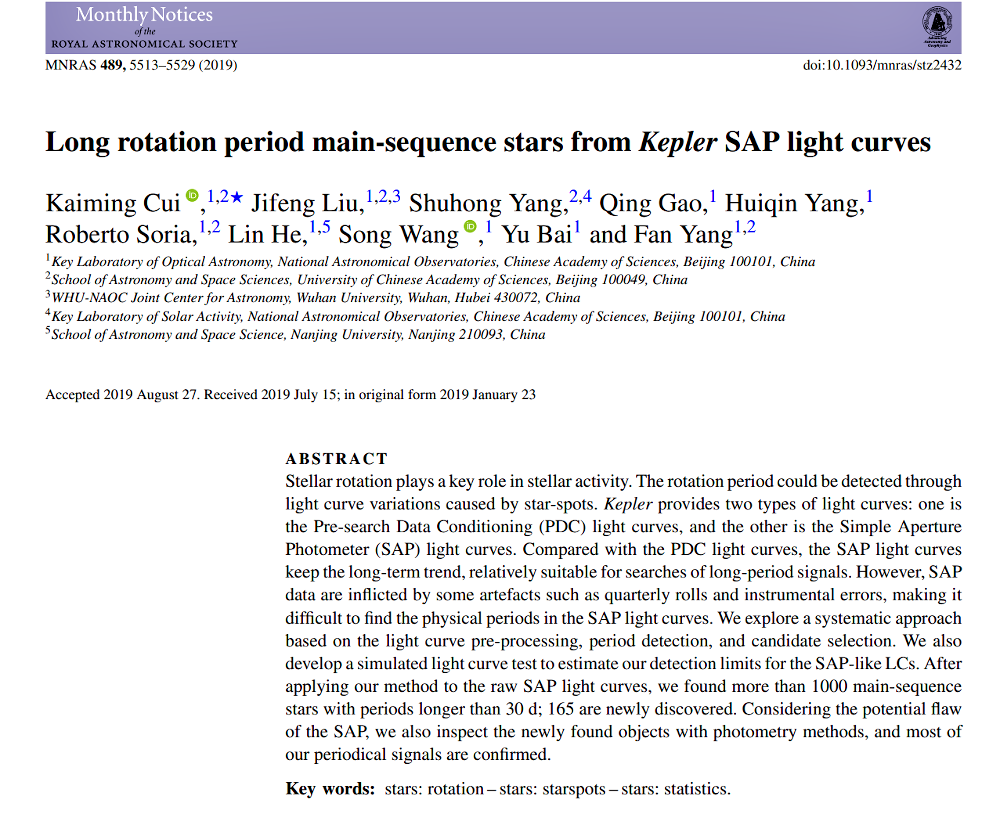 Monthly Notices
of the
ROYAL ASTRONOMICAL SOCIETY
MNRAS 489, 5513–5529 (2019)
doi:10.1093/mnras/stz2432
Long rotation period main-sequence stars from Kepler SAP light curves
Kaiming Cui iD,1,2★ Jifeng Liu,1,2,3 Shuhong Yang,2,4 Qing Gao,1 Huiqin Yang,1
Roberto Soria,1,2 Lin He,1,5 Song Wang iD,1 Yu Bai1 and Fan Yang1,2
1Key Laboratory of Optical Astronomy, National Astronomical Observatories, Chinese Academy of Sciences, Beijing 100101, China
2School of Astronomy and Space Sciences, University of Chinese Academy of Sciences, Beijing 100049, China
3WHU-NAOC Joint Center for Astronomy, Wuhan University, Wuhan, Hubei 430072, China
4Key Laboratory of Solar Activity, National Astronomical Observatories, Chinese Academy of Sciences, Beijing 100101, China
5School of Astronomy and Space Science, Nanjing University, Nanjing 210093, China
Accepted 2019 August 27. Received 2019 July 15; in original form 2019 January 23
ABSTRACT
Stellar rotation plays a key role in stellar activity. The rotation period could be detected through
light curve variations caused by star-spots. Kepler provides two types of light curves: one is
the Pre-search Data Conditioning (PDC) light curves, and the other is the Simple Aperture
Photometer (SAP) light curves. Compared with the PDC light curves, the SAP light curves
keep the long-term trend, relatively suitable for searches of long-period signals. However, SAP
data are inflicted by some artefacts such as quarterly rolls and instrumental errors, making it
difficult to find the physical periods in the SAP light curves. We explore a systematic approach
based on the light curve pre-processing, period detection, and candidate selection. We also
develop a simulated light curve test to estimate our detection limits for the SAP-like LCs. After
applying our method to the raw SAP light curves, we found more than 1000 main-sequence
stars with periods longer than 30 d; 165 are newly discovered. Considering the potential flaw
of the SAP, we also inspect the newly found objects with photometry methods, and most of
our periodical signals are confirmed.
Key words: stars: rotation – stars: starspots – stars: statistics.